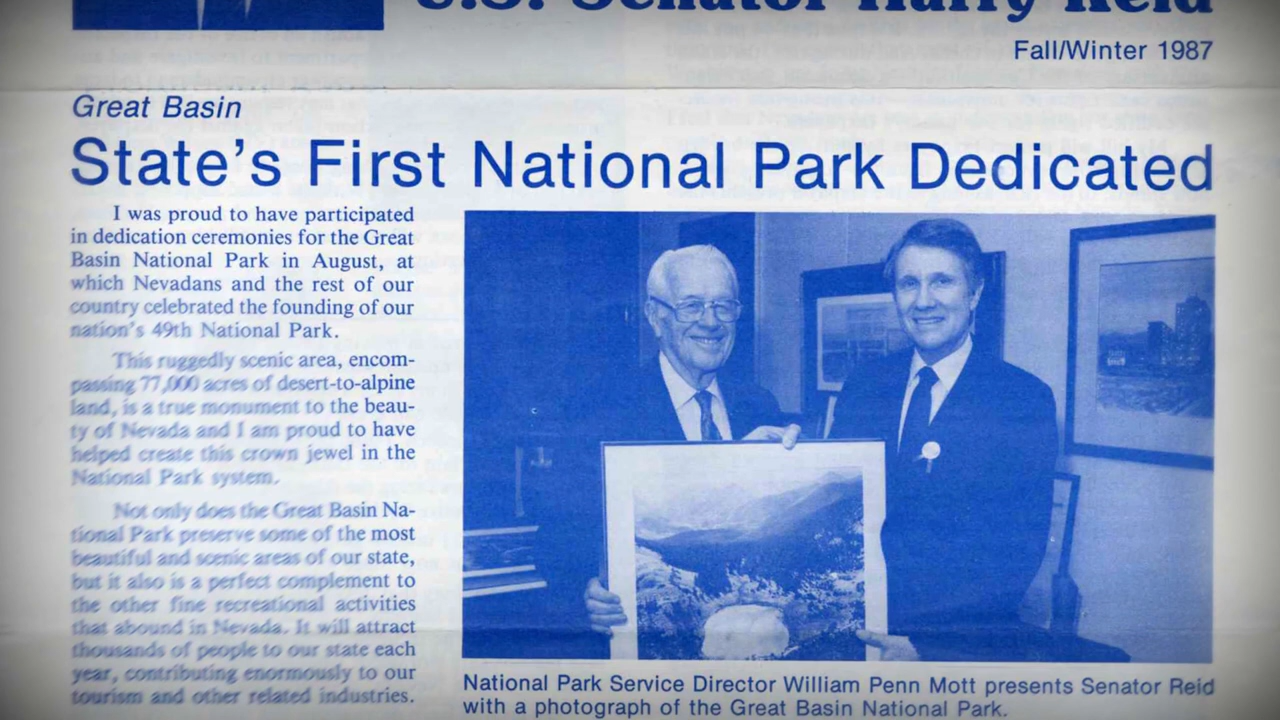 U.S. Senator Harry Reid
Fall/Winter 1987
Great Basin
State's First National Park Dedicated
I was proud to have participated
in dedication ceremonies for the Great
Basin National Park in August, at
which Nevadans and the rest of our
country celebrated the founding of our
nation's 49th National Park.
This ruggedly scenic area, encom-
passing 77,000 acres of desert-to-alpine
land, is a true monument to the beau-
ty of Nevada and I am proud to have
helped create this crown jewel in the
National Park system.
Not only does the Great Basin Na-
tional Park preserve some of the most
beautiful and scenic areas of our state,
but it also is a perfect complement to
the other fine recreational activities
that abound in Nevada. It will attract
thousands of people to our state each
year, contributing enormously to our
tourism and other related industries.
National Park Service Director William Penn Mott presents Senator Reid
with a photograph of the Great Basin National Park.